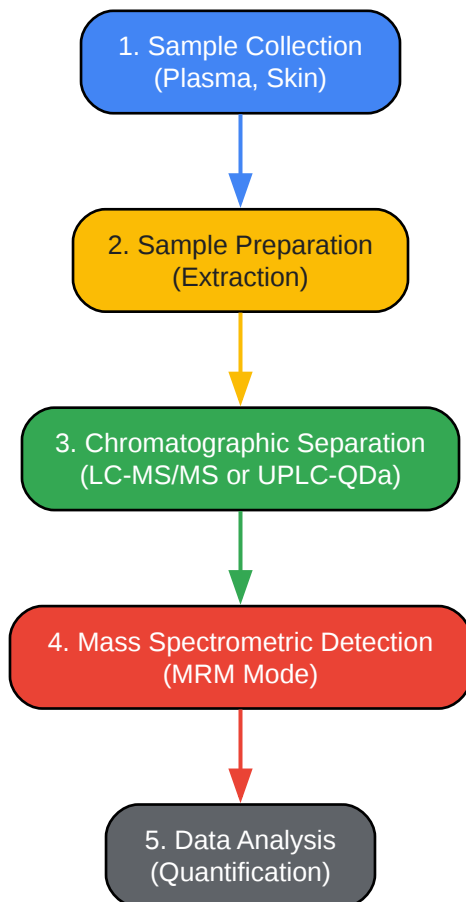 1. Sample Collection
(Plasma, Skin)
2. Sample Preparation
(Extraction)
3. Chromatographic Separation
(LC-MS/MS or UPLC-QDa)
4. Mass Spectrometric Detection
(MRM Mode)
5. Data Analysis
(Quantification)